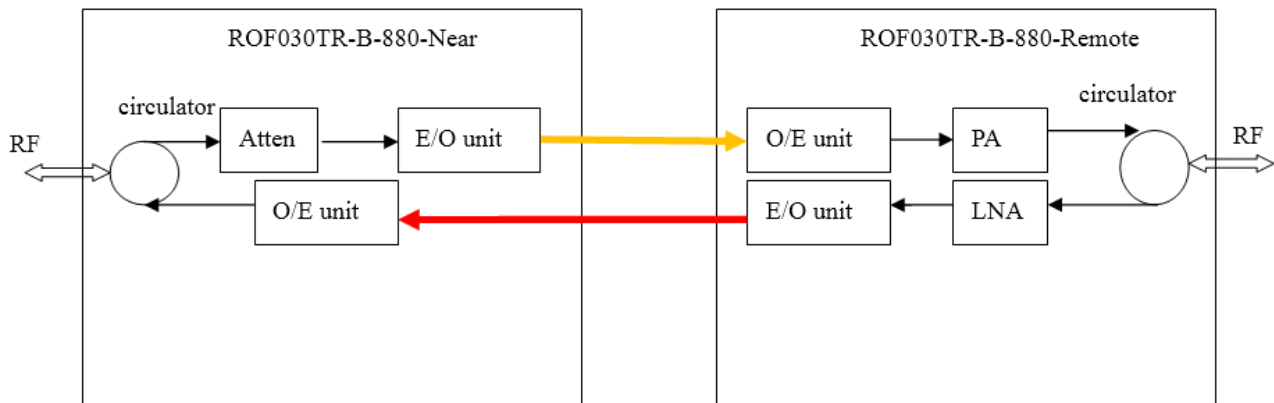 ROF030TR-B-880-Near
ROF030TR-B-880-Remote
circulator
circulator
RF
Atten
E/O unit
O/E unit
PA
RF
O/E unit
E/O unit
LNA